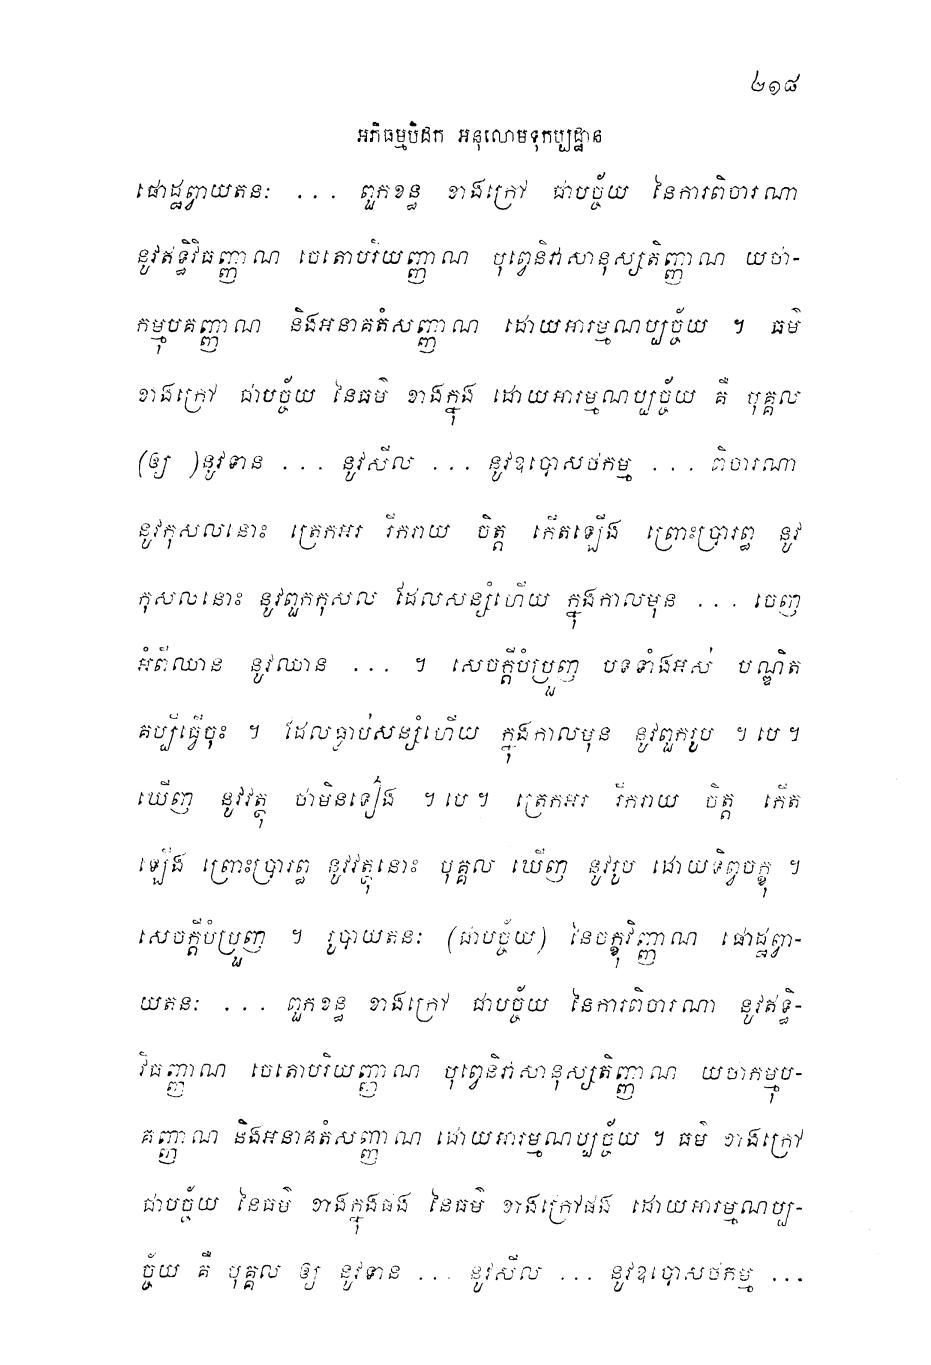 ២១៨
អភិធម្មបិដក អនុលោមទុកប្បដ្ឋាន
ផោដ្ឋព្វាយតនៈ ... ពួកខន្ធ ខាងក្រៅ ជាបច្ច័យ នៃការពិចារណា
នូវឥទ្ធិវិធញ្ញាណ ចេតោបរិយញ្ញាណ បុព្វេនិវាសានុស្សតិញ្ញាណ យថា-
កម្មុបគញ្ញាណ និងអនាគតំសញ្ញាណ ដោយអារម្មណប្បច្ច័យ ។ ធម៌
ខាងក្រៅ ជាបច្ច័យ នៃធម៌ ខាងក្នុង ដោយអារម្មណប្បច្ច័យ គឺ បុគ្គល
(ឲ្យ )នូវទាន ... នូវសីល ... នូវឧបោសថកម្ម ... ពិចារណា
នូវកុសលនោះ ត្រេកអរ រីករាយ ចិត្ត កើតឡើង ព្រោះប្រារព្ធ នូវ
កុសលនោះ នូវពួកកុសល ដែលសន្សំហើយ ក្នុងកាលមុន ... ចេញ
អំពីឈាន នូវឈាន ... ។ សេចក្តីបំប្រួញ បទទាំងអស់ បណ្ឌិត
គប្បីធ្វើចុះ ។ ដែលធ្លាប់សន្សំហើយ ក្នុងកាលមុន នូវពួករូប ។ បេ ។
ឃើញ នូវវត្ថុ ថាមិនទៀង ។ បេ ។ ត្រេកអរ រីករាយ ចិត្ត កើត
ឡើង ព្រោះប្រារព្ធ នូវវត្ថុនោះ បុគ្គល ឃើញ នូវរូប ដោយទិព្វចក្ខុ ។
សេចក្តីបំប្រួញ ។ រូបាយតនៈ (ជាបច្ច័យ) នៃចក្ខុវិញ្ញាណ ផោដ្ឋព្វា-
យតនៈ ... ពួកខន្ធ ខាងក្រៅ ជាបច្ច័យ នៃការពិចារណា នូវឥទ្ធិ-
វិធញ្ញាណ ចេតោបរិយញ្ញាណ បុព្វេនិវាសានុស្សតិញ្ញាណ យថាកម្មុប-
គញ្ញាណ និងអនាគតំសញ្ញាណ ដោយអារម្មណប្បច្ច័យ ។ ធម៌ ខាងក្រៅ
ជាបច្ច័យ នៃធម៌ ខាងក្នុងផង នៃធម៌ ខាងក្រៅផង ដោយអារម្មណប្ប-
ច្ច័យ គឺ បុគ្គល ឲ្យ នូវទាន ... នូវសីល ... នូវឧបោសថកម្ម ...